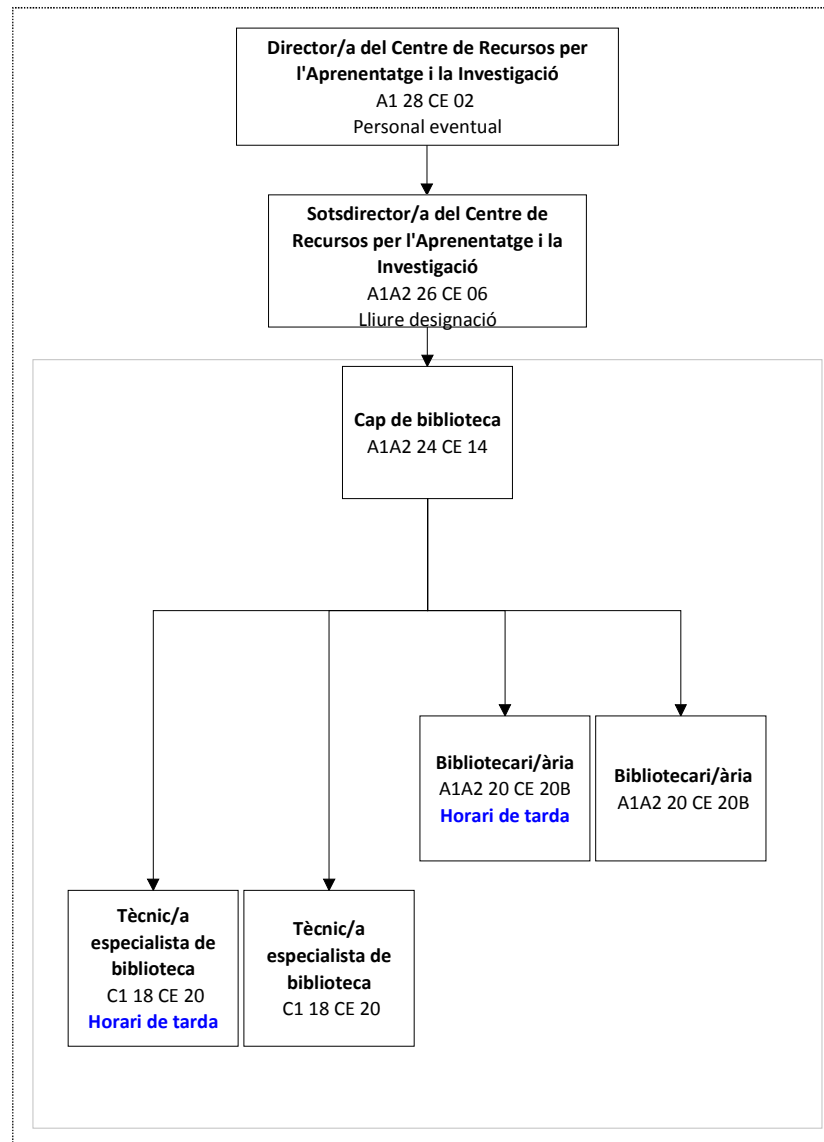 Director/a del Centre de Recursos per
l'Aprenentatge i la Investigació
A1 28 CE 02
Personal eventual
Sotsdirector/a del Centre de
Recursos per l'Aprenentatge i la
Investigació
A1A2 26 CE 06
Lliure designació
Cap de biblioteca
A1A2 24 CE 14
Bibliotecari/ària
A1A2 20 CE 20B
Horari de tarda
Bibliotecari/ària
A1A2 20 CE 20B
Tècnic/a
especialista de
biblioteca
C1 18 CE 20
Horari de tarda
Tècnic/a
especialista de
biblioteca
C1 18 CE 20